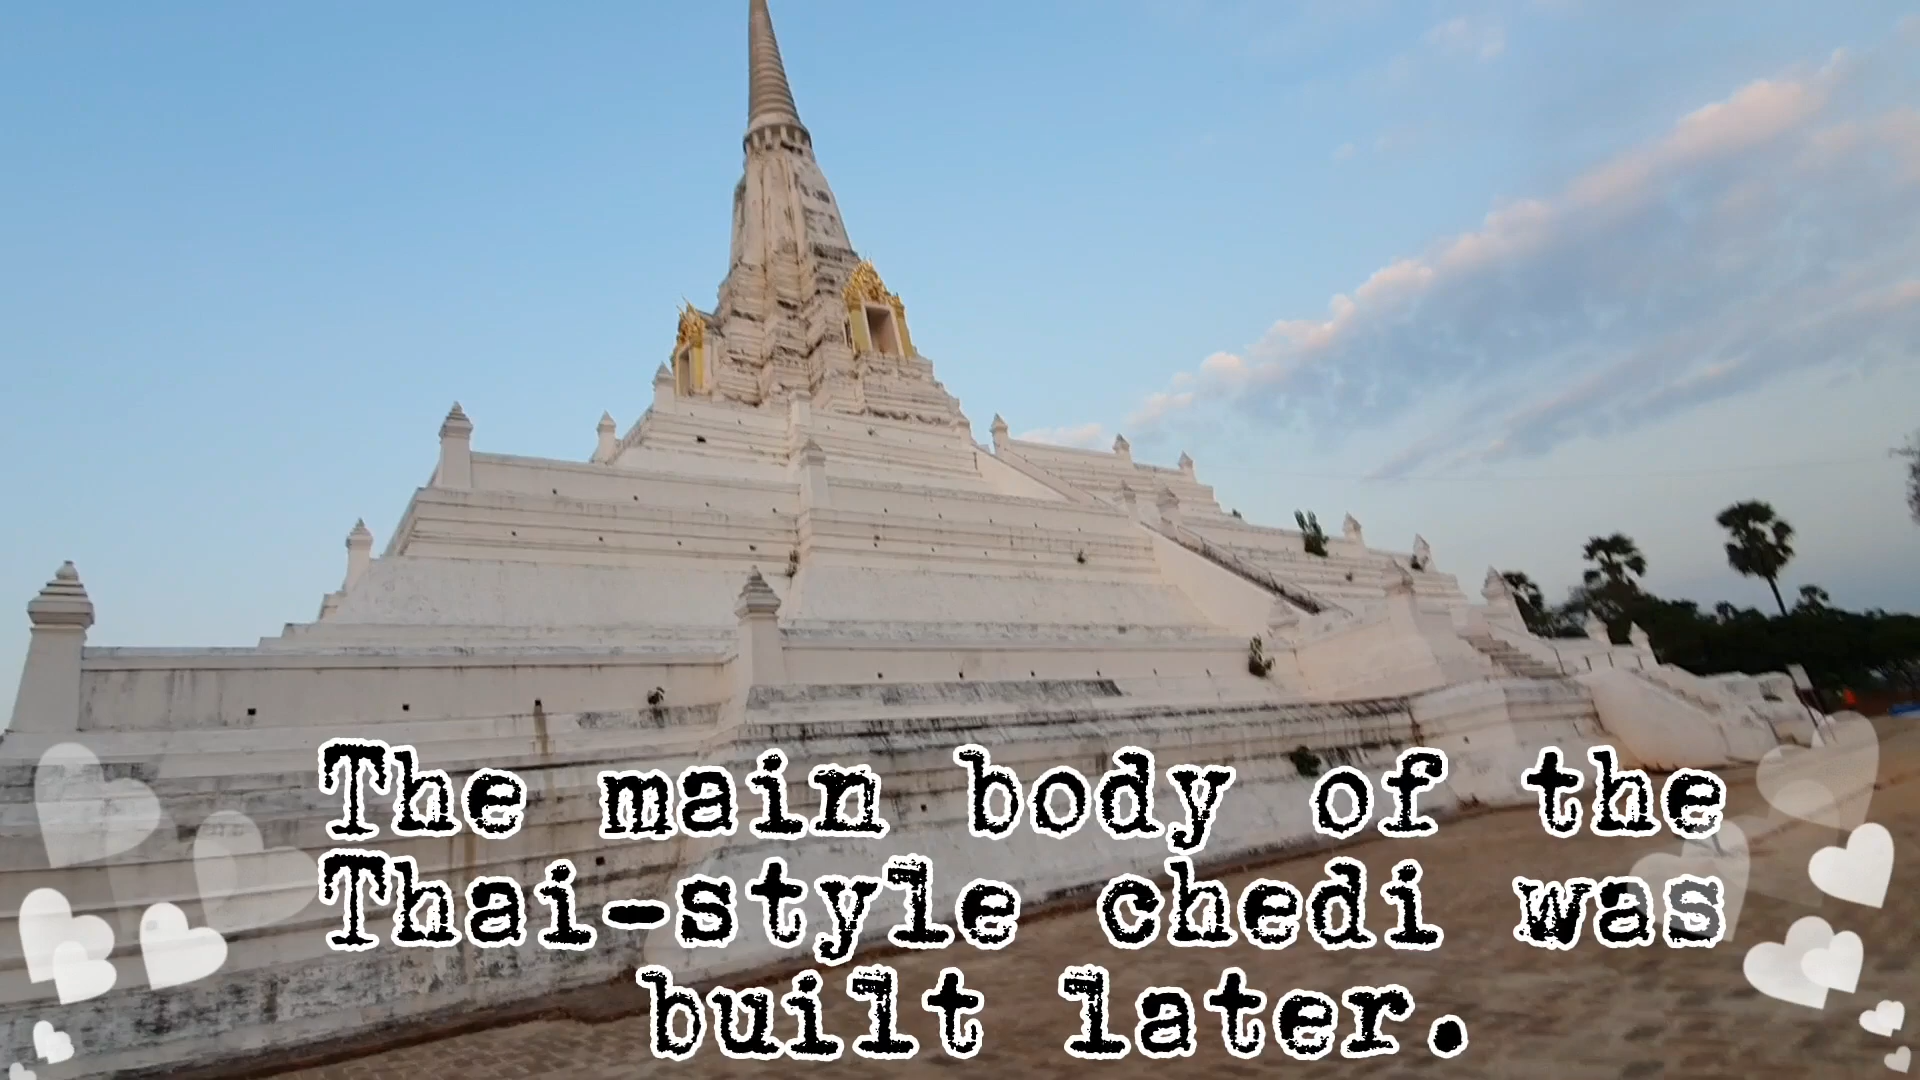 The main body of the
Thai-style chedi was
built later.